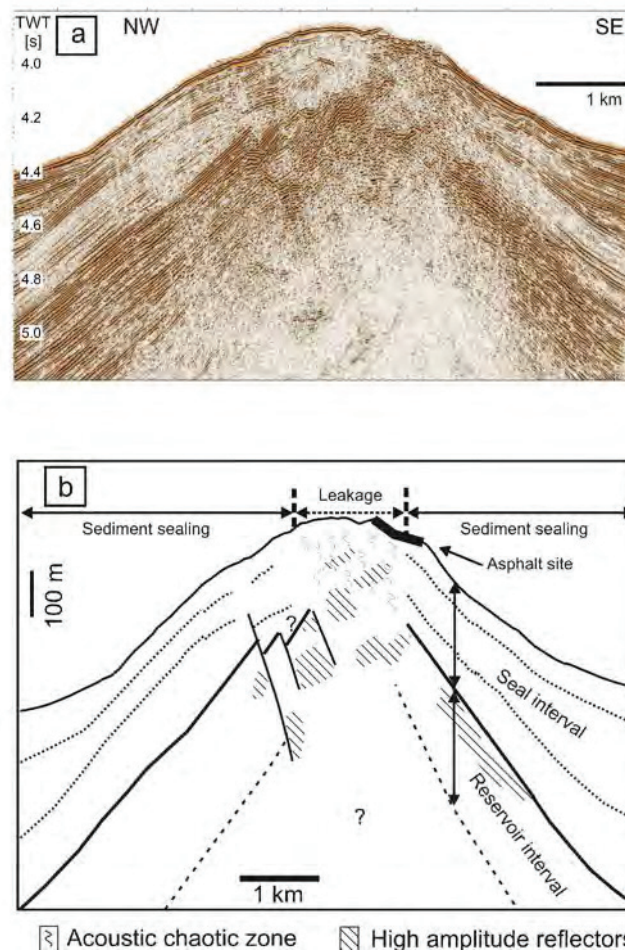 TWT
[s]
a
NW
SE
4.0
1 km
4.2
4.4
4.6
4.8
5.0
b
Leakage
Sediment sealing
Sediment sealing
Asphalt site
100 m
?
Seal interval
Reservoir interval
?
1 km
Acoustic chaotic zone
High amplitude reflectors